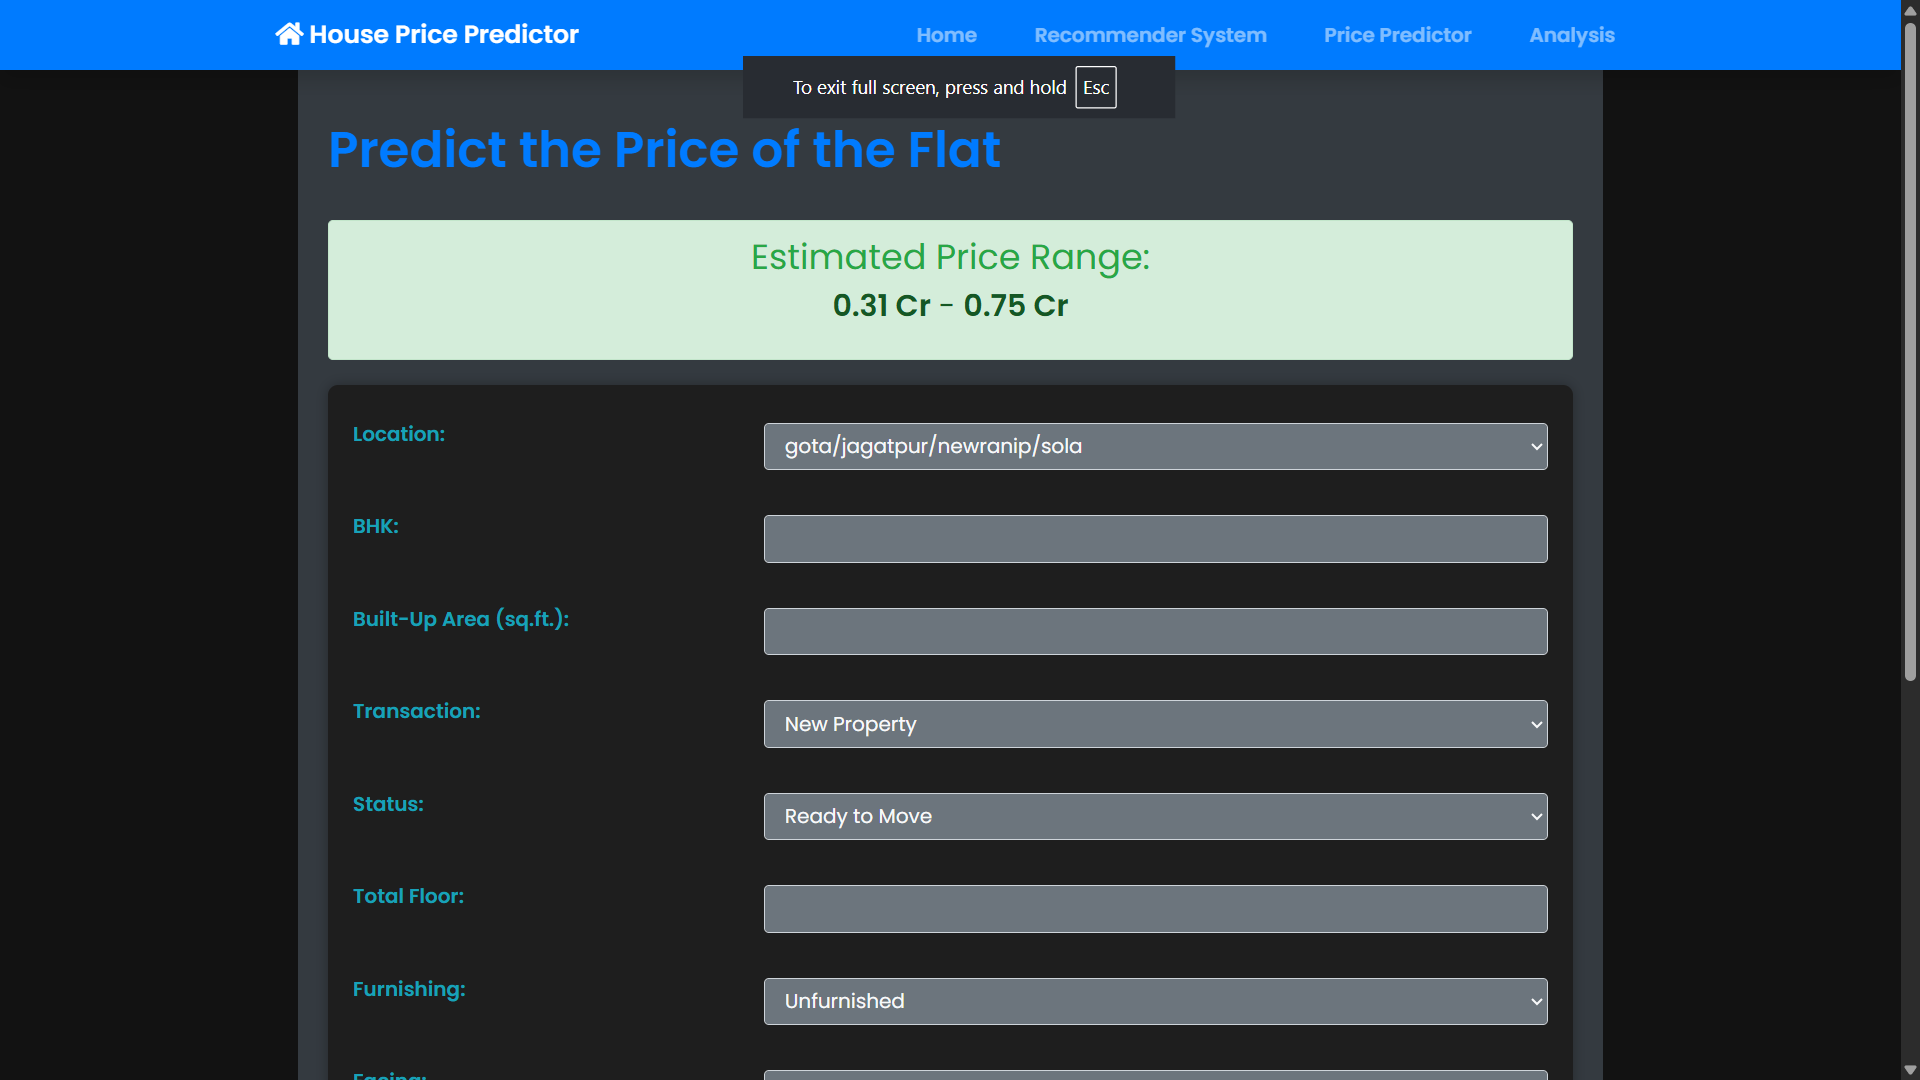 House Price Predictor
Home
Recommender System
Price Predictor
Analysis
To exit full screen, press and hold Esc
Predict the Price of the Flat
Estimated Price Range:
0.31 Cr - 0.75 Cr
Location:
gota/jagatpur/newranip/sola
BHK:
Built-Up Area (sq.ft.):
Transaction:
New Property
Status:
Ready to Move
Total Floor:
Furnishing:
Unfurnished
Facing: